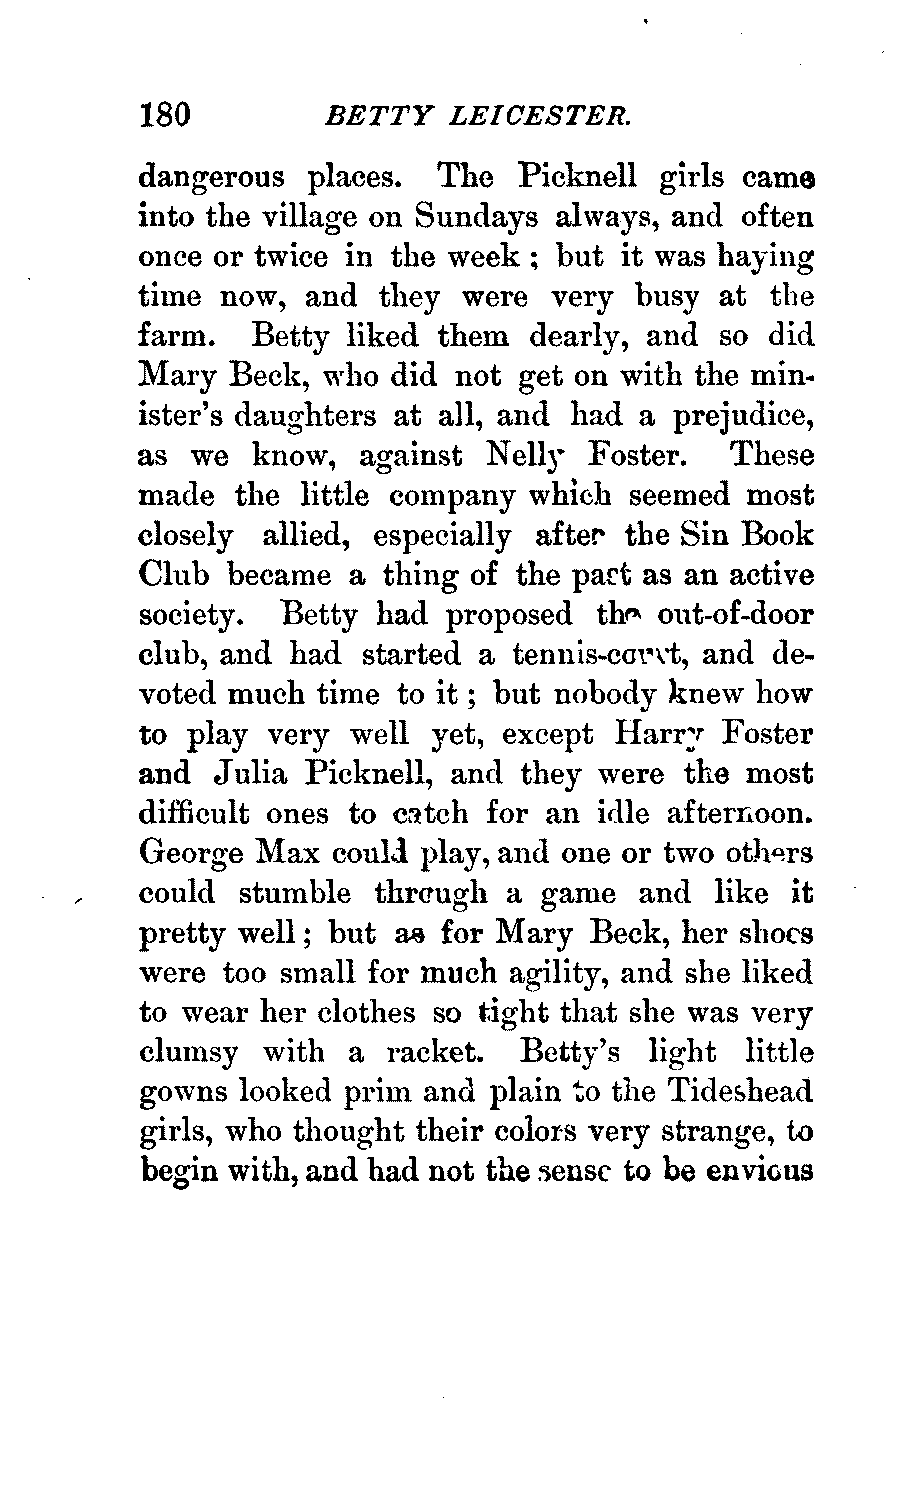 180 BETTY LEICESTER.
dangerous places. The Picknell girls came
into the village on Sundays always, and often
once or twice in the week ; but it was haying
time now, and they were very busy at the
farm. Betty liked them dearly, and so did
Mary Beck, who did not get on with the min-
ister's daughters at all, and had a prejudice,
as we know, against Nelly Foster. These
made the little company which seemed most
closely allied, especially after the Sin Book
Club became a thing of the past as an active
society. Betty had proposed the out-of-door
club, and had started a tennis-court, and de-
voted much time to it ; but nobody knew how
to play very well yet, except Harry Foster
and Julia Picknell, and they were the most
difficult ones to catch for an idle afternoon.
George Max could play, and one or two others
could stumble through a game and like it
pretty well ; but as for Mary Beck, her shoes
were too small for much agility, and she liked
to wear her clothes so tight that she was very
clumsy with a racket. Betty's light little
gowns looked prim and plain to the Tideshead
girls, who thought their colors very strange, to
begin with, and had not the sense to be envious